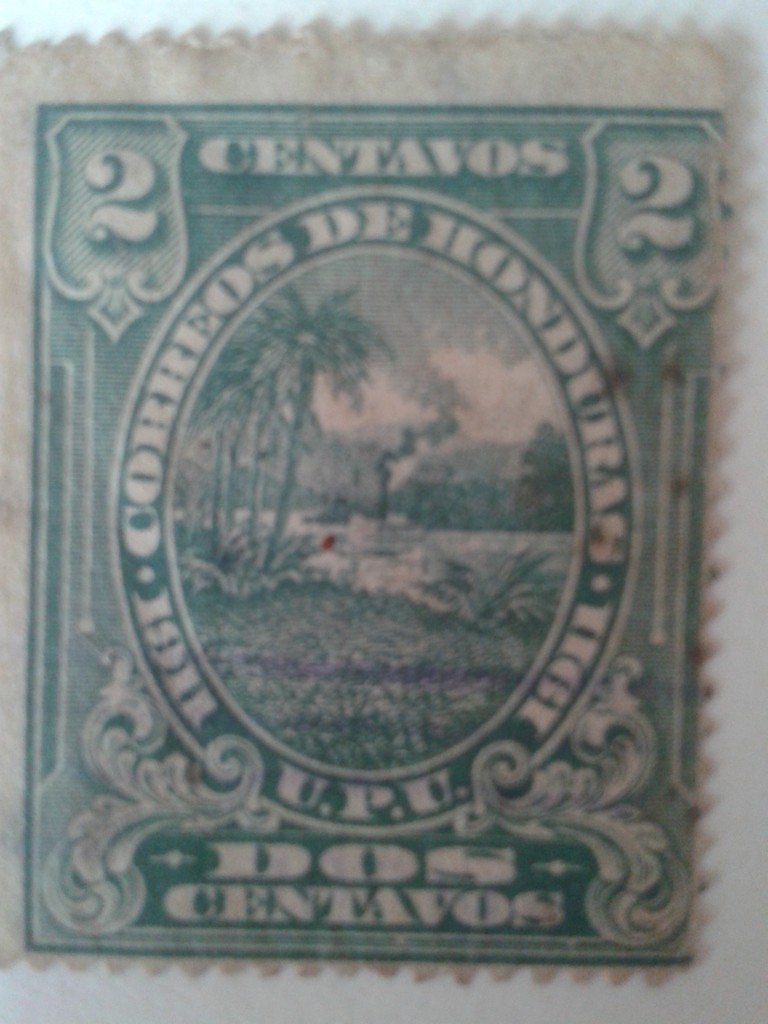 2 CENTAVOS 2
CORREOS DE HONDURAS
1911 1911
U.P.U.
DOS
CENTAVOS